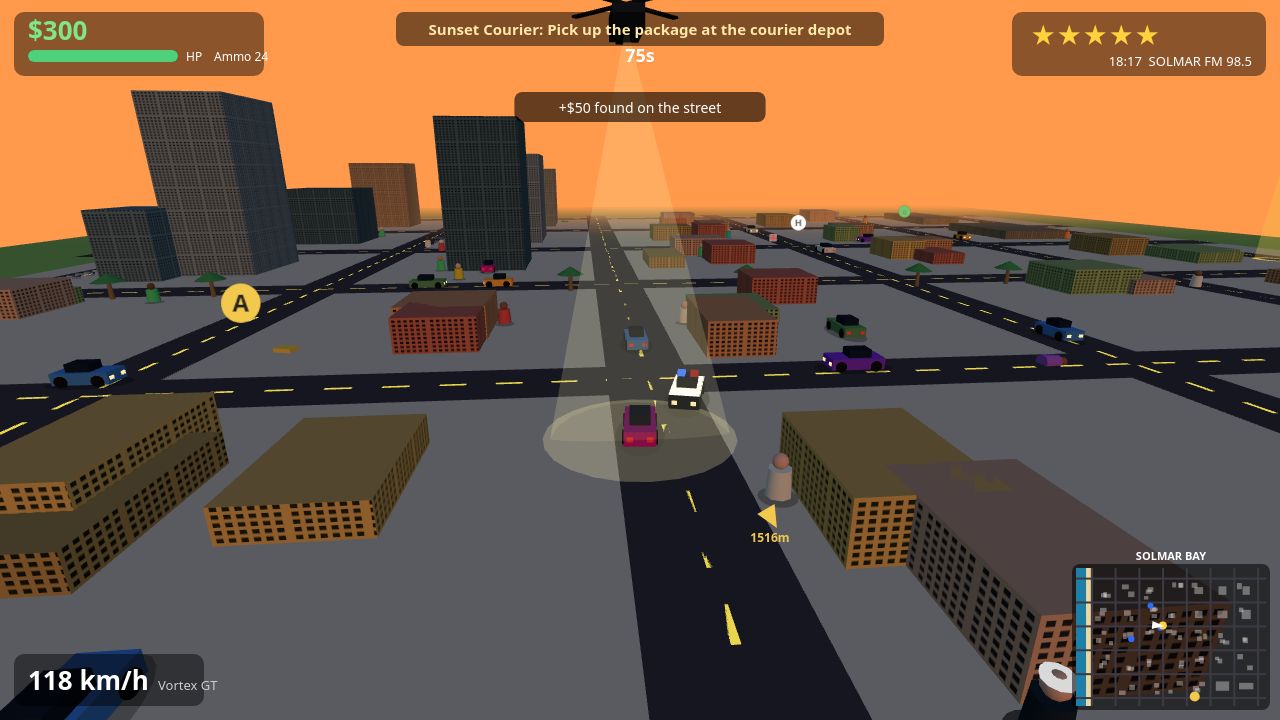 $300
HP Ammo 24
Sunset Courier: Pick up the package at the courier depot
75s
18:17 SOLMAR FM 98.5
+$50 found on the street
H
A
1516m
SOLMAR BAY
118 km/h Vortex GT